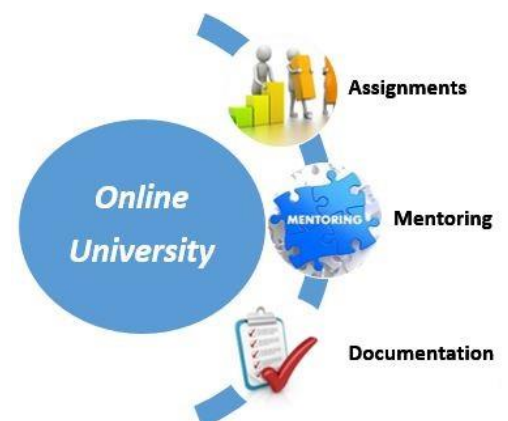 Assignments
Online
University
MENTORING
Mentoring
Documentation